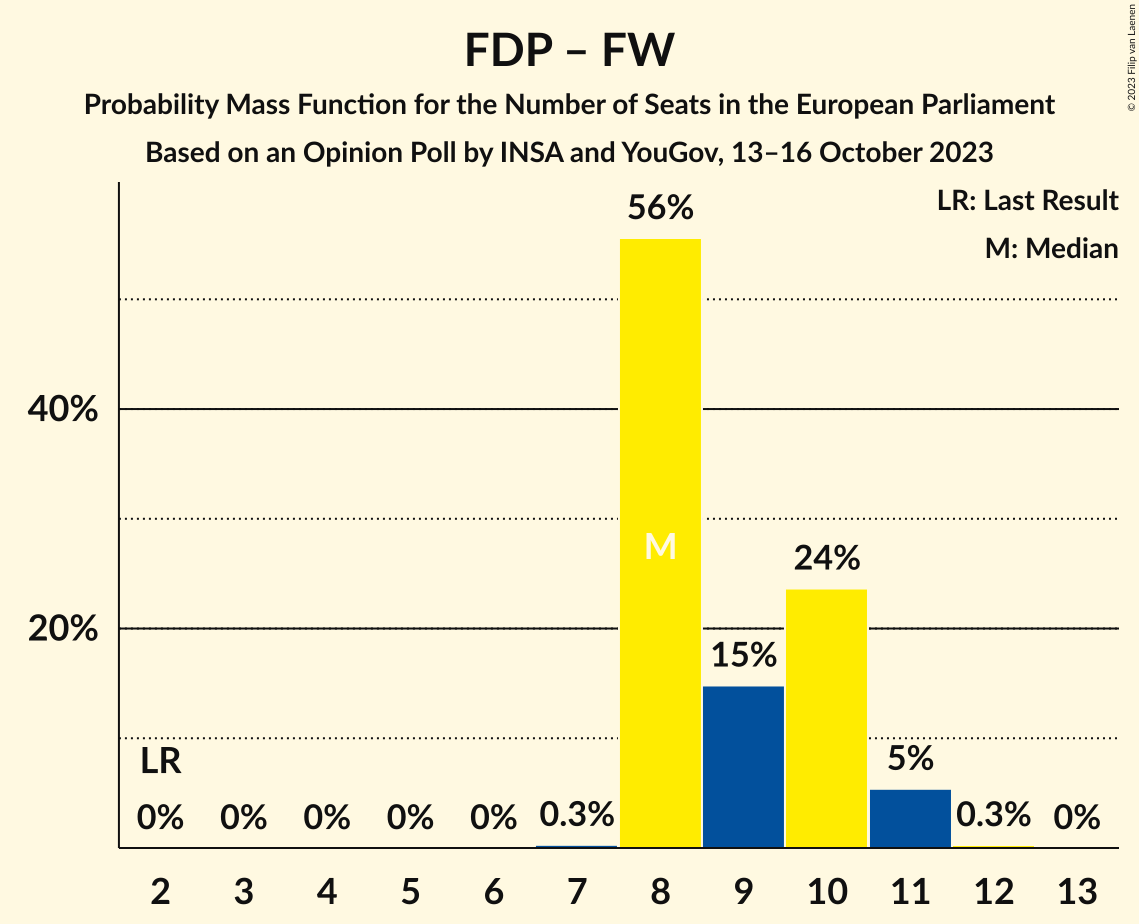 FDP – FW
Probability Mass Function for the Number of Seats in the European Parliament
Based on an Opinion Poll by INSA and YouGov, 13–16 October 2023
© 2023 Filip van Laenen
LR: Last Result
M: Median
56%
40%
M
24%
20%
15%
LR
5%
0% 0% 0% 0% 0% 0.3% 0.3% 0%
2 3 4 5 6 7 8 9 10 11 12 13